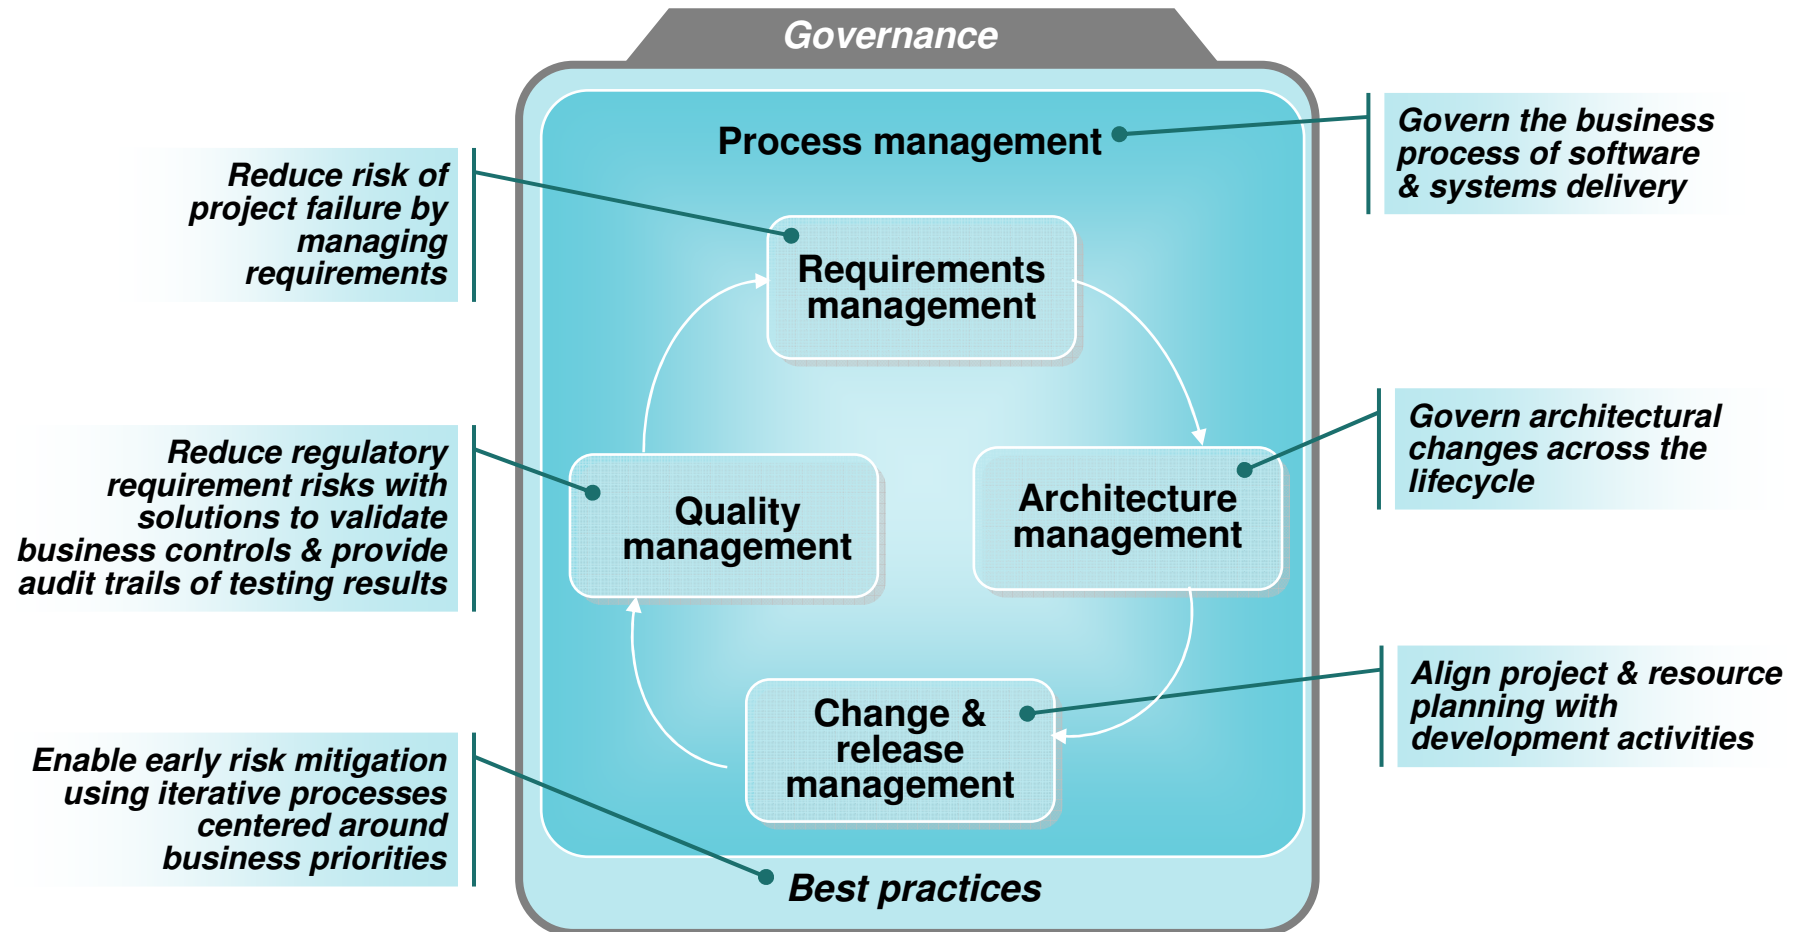 Governance
Process management
Govern the business
process of software
& systems delivery
Reduce risk of
project failure by
managing
requirements
Requirements
management
Govern architectural
changes across the
lifecycle
Reduce regulatory
requirement risks with
solutions to validate
business controls & provide
audit trails of testing results
Quality
management
Architecture
management
Align project & resource
planning with
development activities
Change &
release
management
Enable early risk mitigation
using iterative processes
centered around
business priorities
Best practices